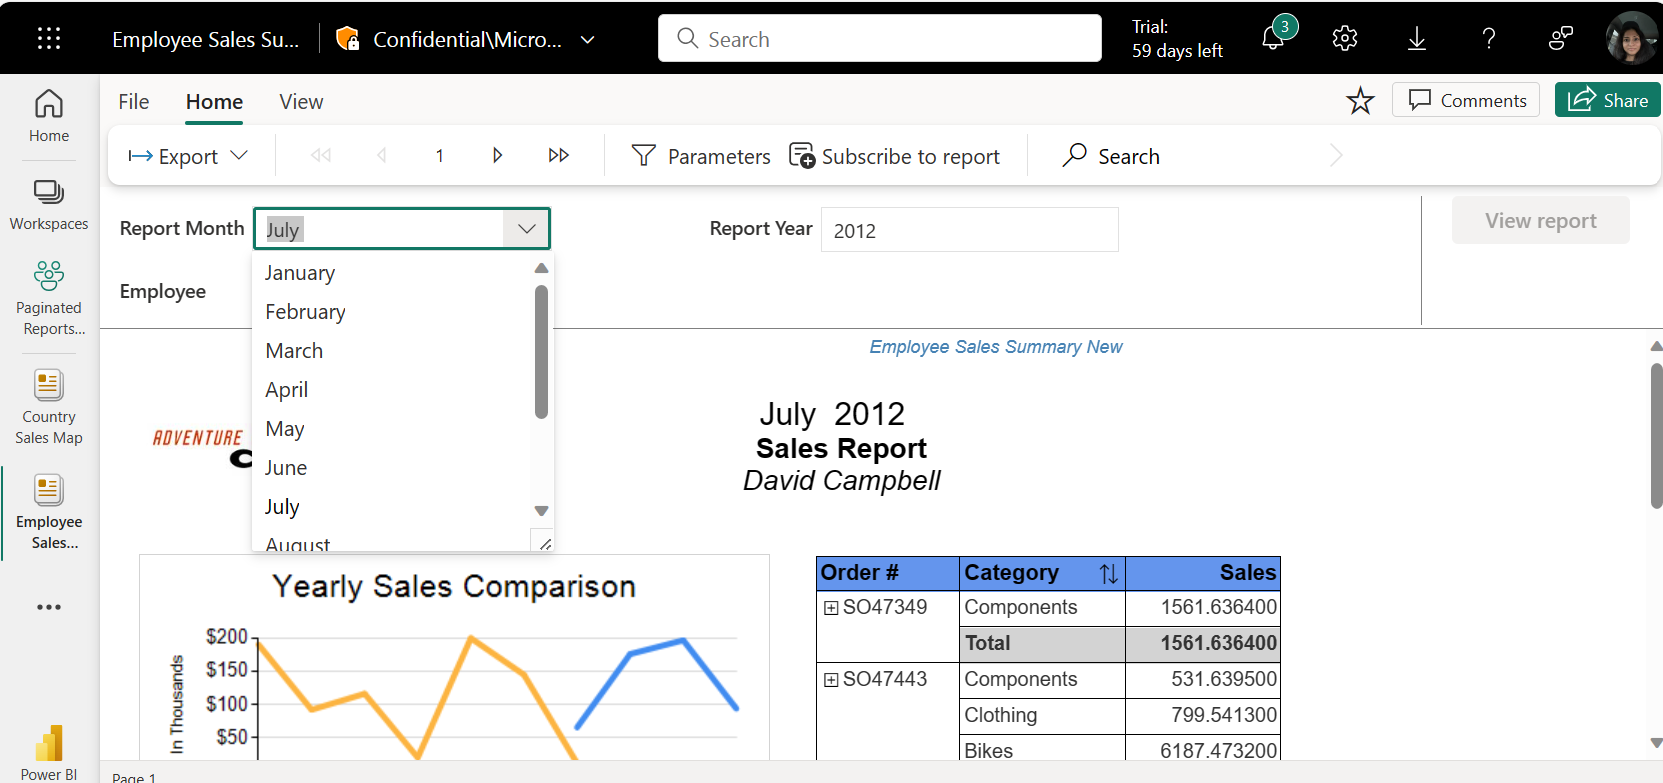 Employee Sales Su...
Confidential\Micro...
Search
Trial:
59 days left
3
?
Home
Workspaces
Paginated
Reports...
Country
Sales Map
Employee
Sales...
Power BI
File
Home
View
Comments
Share
Export
1
Parameters
Subscribe to report
Search
Report Month
July
Report Year
2012
View report
Employee
January
February
March
April
May
June
July
August
Employee Sales Summary New
ADVENTURE
July 2012
Sales Report
David Campbell
Yearly Sales Comparison
In Thousands
$200
$150
$100
$50
Order # Category Sales
SO47349 Components 1561.636400
Total 1561.636400
SO47443 Components 531.639500
Clothing 799.541300
Bikes 6187.473200
Page 1